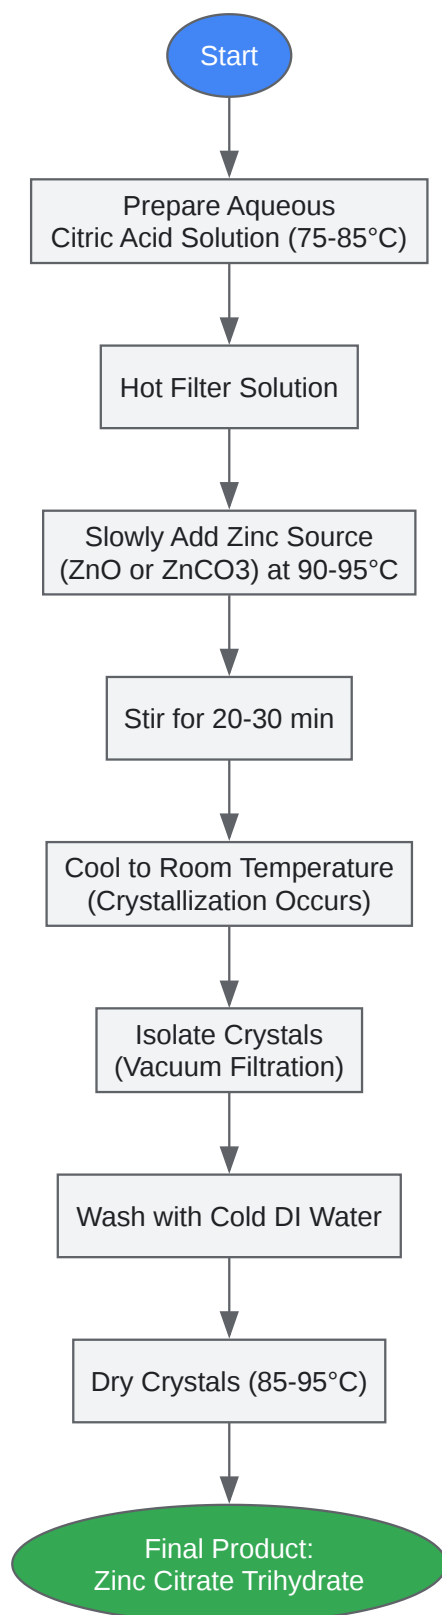 Start
Prepare Aqueous
Citric Acid Solution (75-85°C)
Hot Filter Solution
Slowly Add Zinc Source
(ZnO or ZnCO3) at 90-95°C
Stir for 20-30 min
Cool to Room Temperature
(Crystallization Occurs)
Isolate Crystals
(Vacuum Filtration)
Wash with Cold DI Water
Dry Crystals (85-95°C)
Final Product:
Zinc Citrate Trihydrate